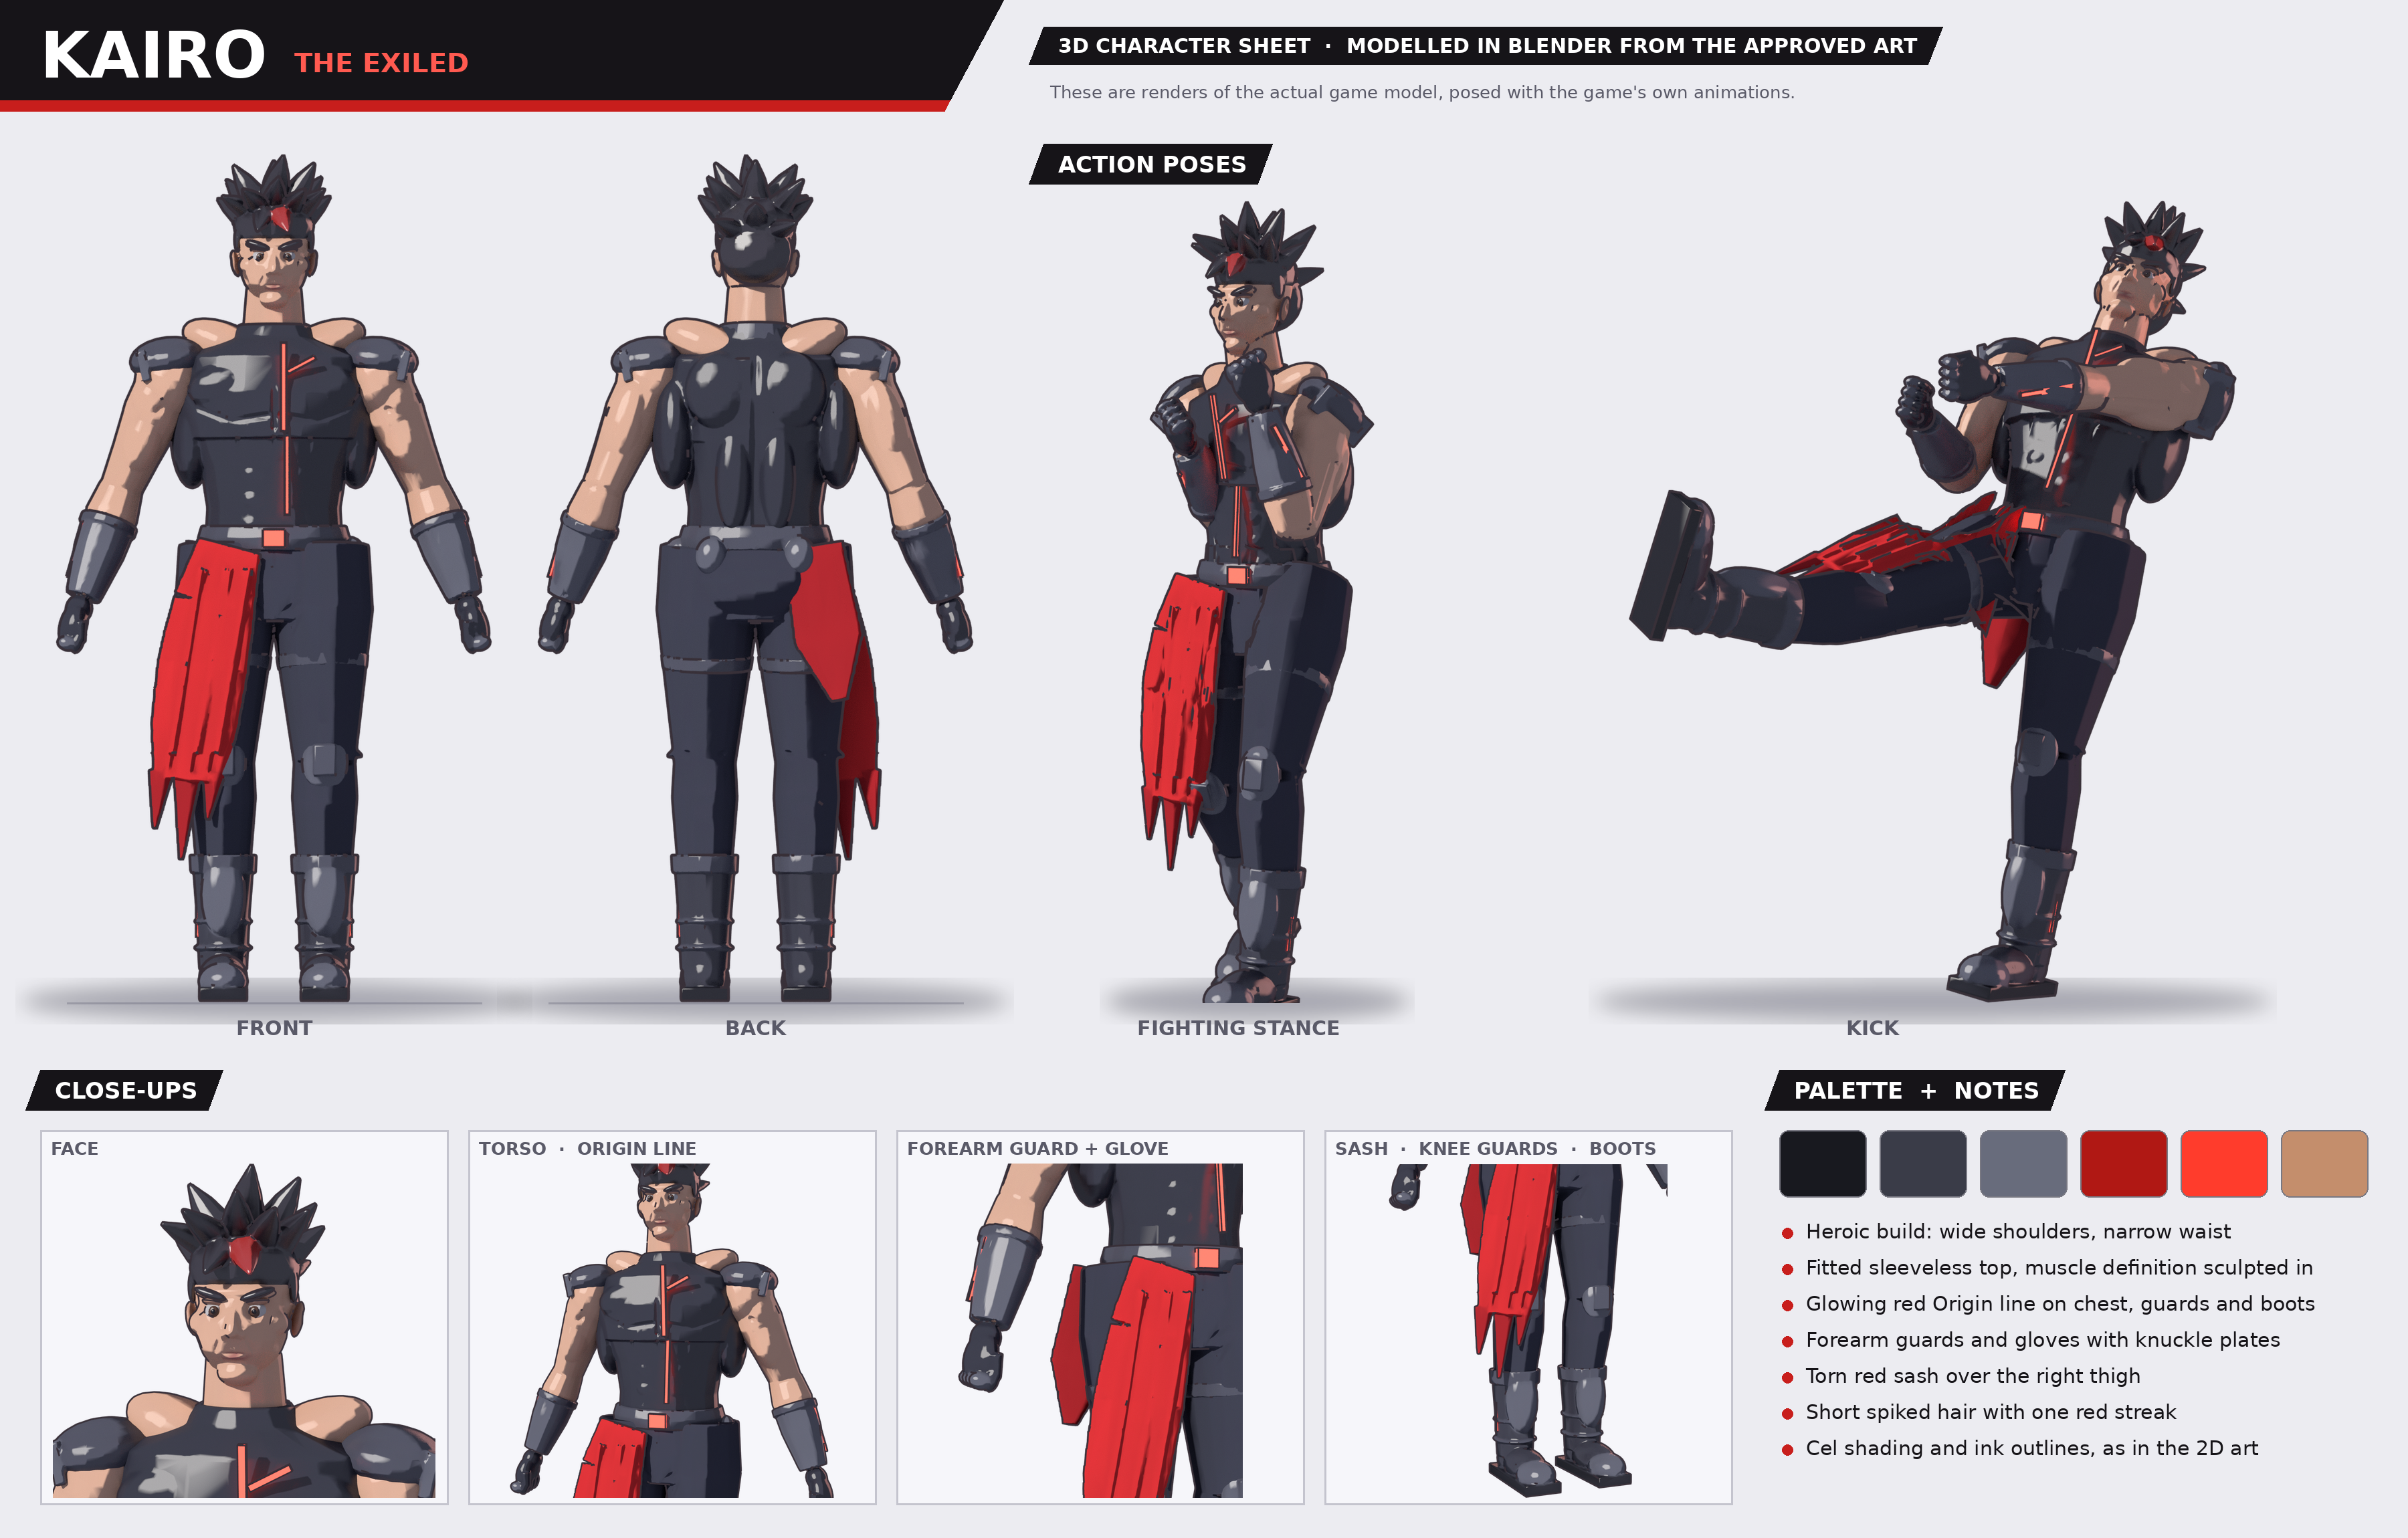 KAIRO THE EXILED
3D CHARACTER SHEET · MODELLED IN BLENDER FROM THE APPROVED ART
These are renders of the actual game model, posed with the game's own animations.
ACTION POSES
FRONT
BACK
FIGHTING STANCE
KICK
CLOSE-UPS
FACE
TORSO · ORIGIN LINE
FOREARM GUARD + GLOVE
SASH · KNEE GUARDS · BOOTS
PALETTE + NOTES
Heroic build: wide shoulders, narrow waist
Fitted sleeveless top, muscle definition sculpted in
Glowing red Origin line on chest, guards and boots
Forearm guards and gloves with knuckle plates
Torn red sash over the right thigh
Short spiked hair with one red streak
Cel shading and ink outlines, as in the 2D art